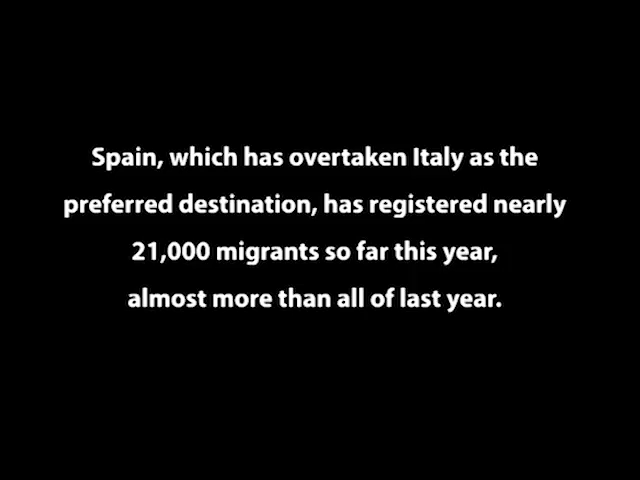 Spain, which has overtaken Italy as the
preferred destination, has registered nearly
21,000 migrants so far this year,
almost more than all of last year.